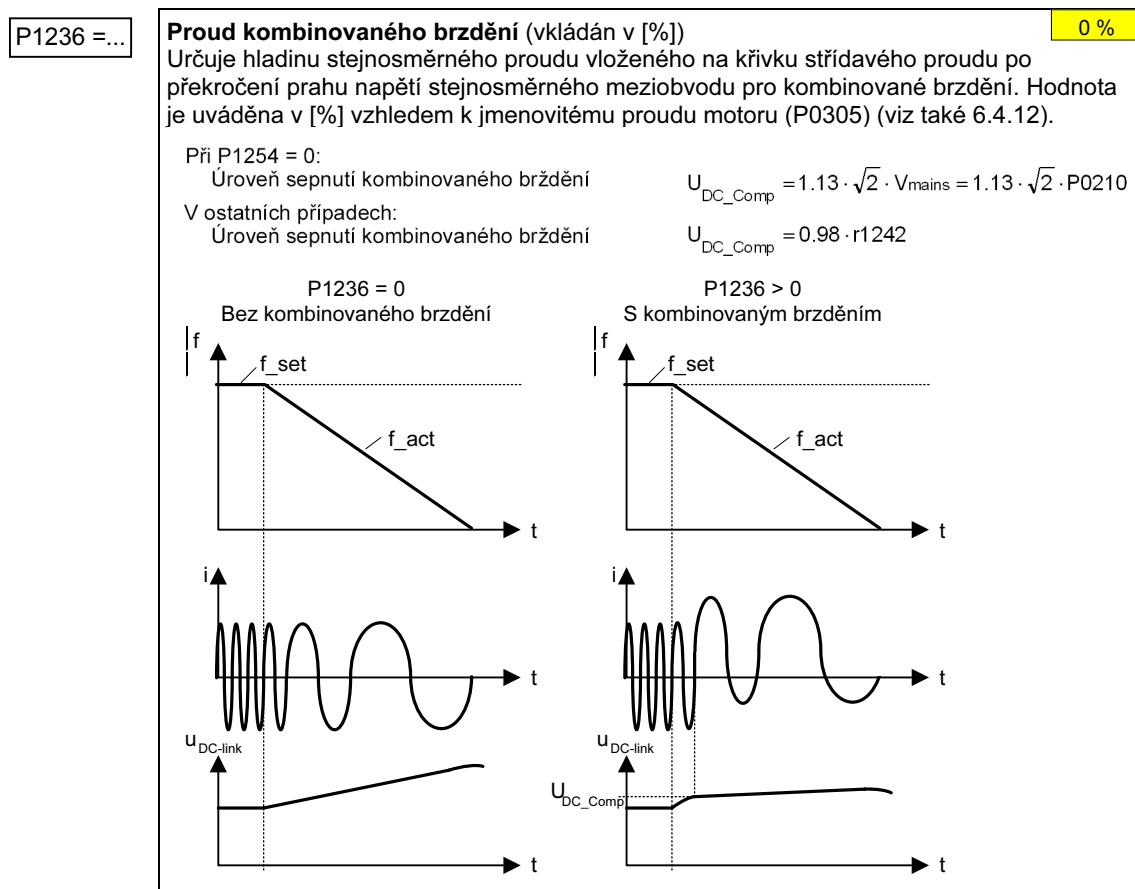 P1236 =...
Proud kombinovaného brzdění (vkládán v [%])
0 %
Určuje hladinu stejnosměrného proudu vloženého na křivku střídavého proudu po
překročení prahu napětí stejnosměrného meziobvodu pro kombinované brzdění. Hodnota
je uváděna v [%] vzhledem k jmenovitému proudu motoru (P0305) (viz také 6.4.12).
Při P1254 = 0:
Úroveň sepnutí kombinovaného brždění U_DC_Comp = 1.13 · √2 · Vmains = 1.13 · √2 · P0210
V ostatních případech:
Úroveň sepnutí kombinovaného brždění U_DC_Comp = 0.98 · r1242
P1236 = 0
Bez kombinovaného brzdění
P1236 > 0
S kombinovaným brzděním
f
f_set
f_act
t
f
f_set
f_act
t
i
t
i
t
u DC-link
t
u DC-link
U DC_Comp
t